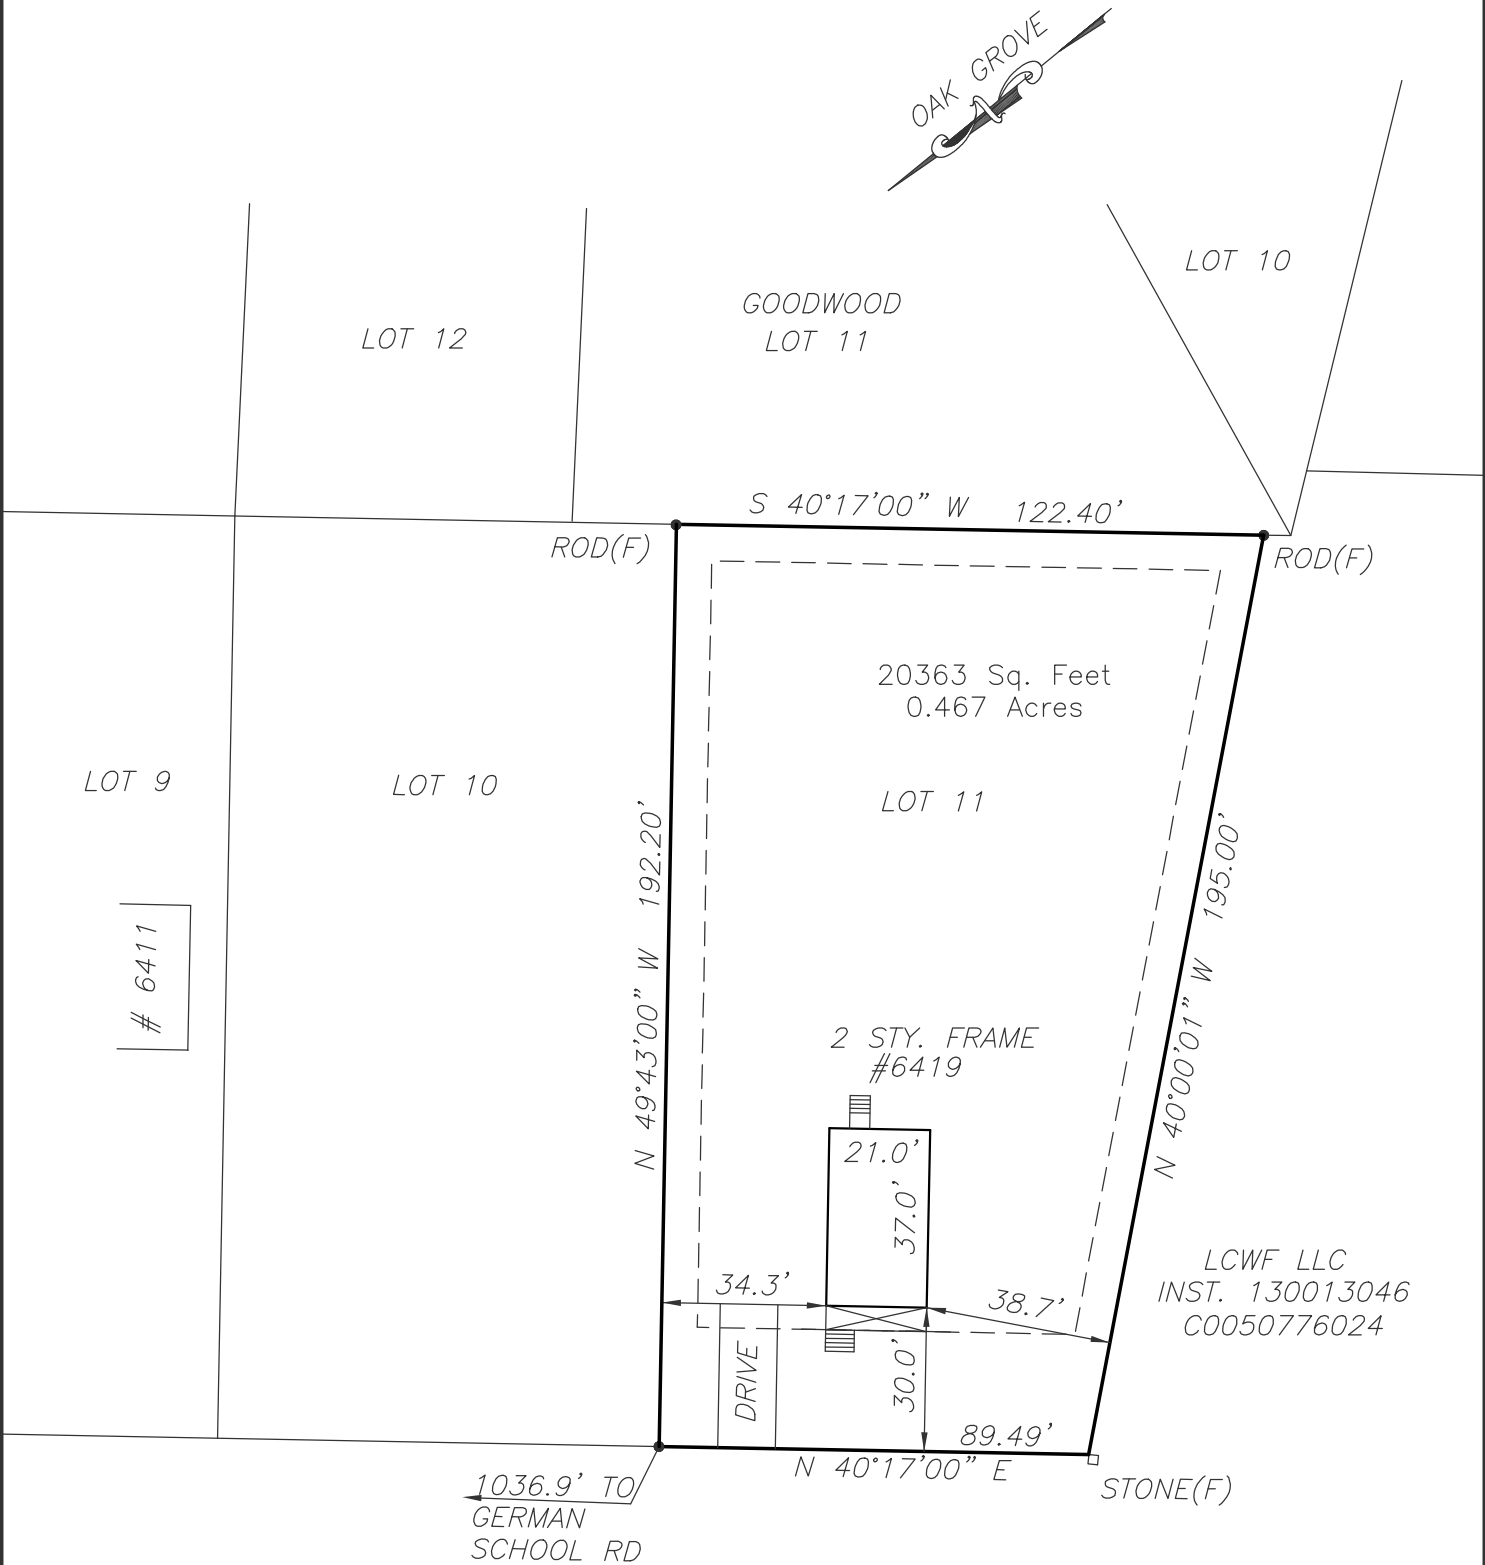 OAK GROVE
LOT 10
GOODWOOD
LOT 11
LOT 12
S 40°17'00" W 122.40'
ROD(F)
ROD(F)
20363 Sq. Feet
0.467 Acres
LOT 9
LOT 10
LOT 11
N 49°43'00" W 192.20'
N 40°00'01" W 195.00'
# 6411
2 STY. FRAME
#6419
21.0'
37.0'
34.3'
38.7'
LCWF LLC
INST. 130013046
C0050776024
DRIVE
30.0'
89.49'
N 40°17'00" E
STONE(F)
1036.9' TO
GERMAN
SCHOOL RD